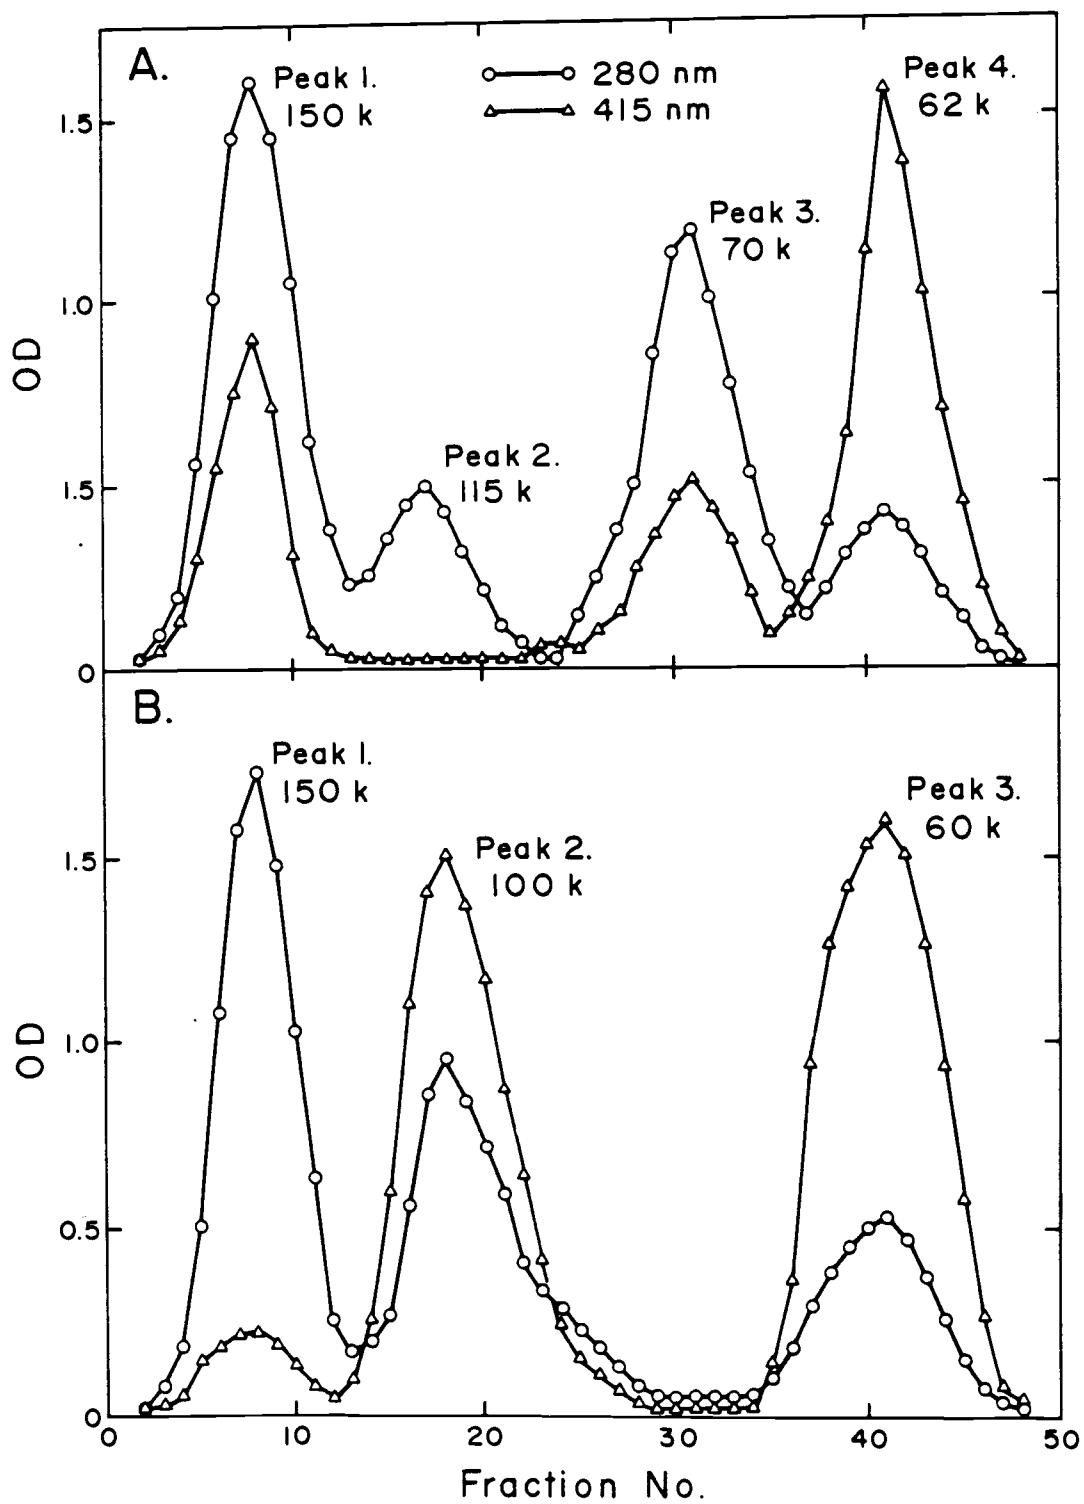 A.
Peak 1.
150 k
280 nm
415 nm
Peak 4.
62 k
1.5
Peak 3.
70 k
1.0
OD
Peak 2.
115 k
1.5
0
B.
Peak 1.
150 k
Peak 3.
60 k
Peak 2.
100 k
1.5
1.0
OD
0.5
0
0 10 20 30 40 50
Fraction No.